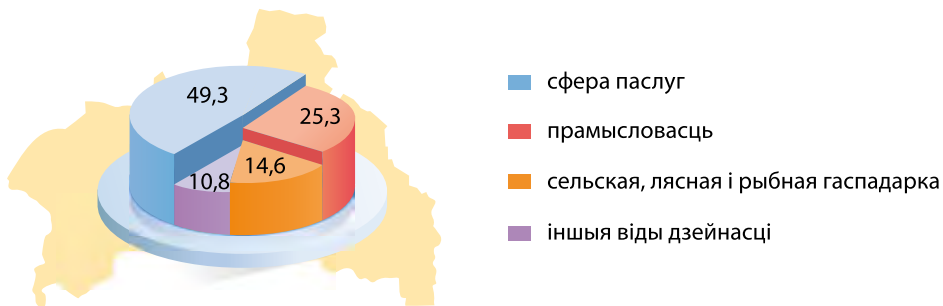 49,3
25,3
14,6
10,8
сфера паслуг
прамысловасць
сельская, лясная і рыбная гаспадарка
іншыя віды дзейнасці